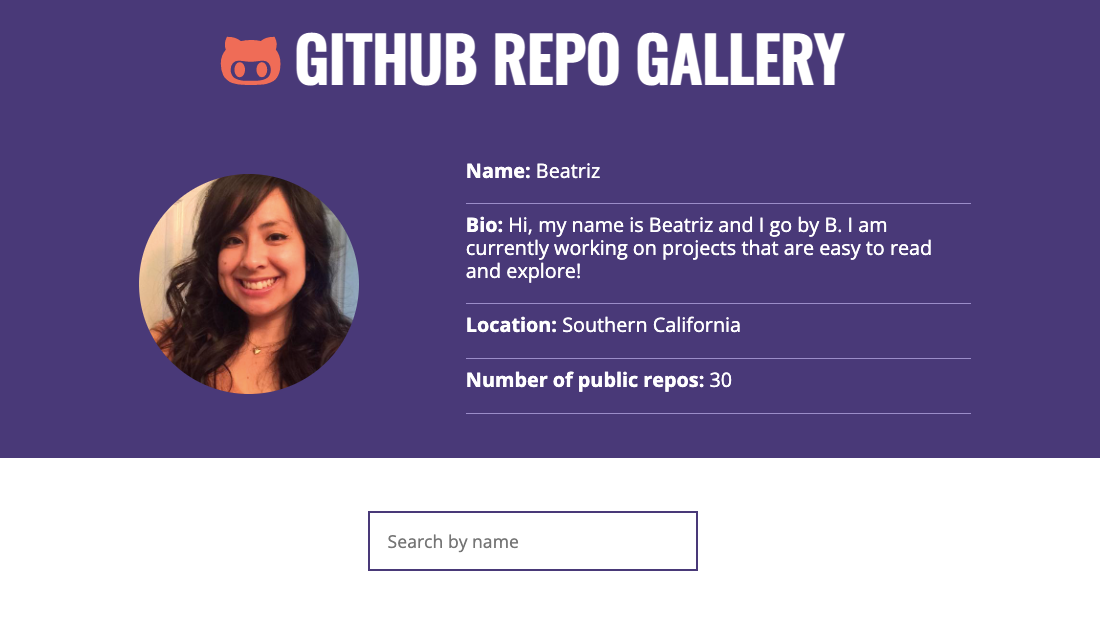 GITHUB REPO GALLERY
Name: Beatriz
Bio: Hi, my name is Beatriz and I go by B. I am
currently working on projects that are easy to read
and explore!
Location: Southern California
Number of public repos: 30
Search by name